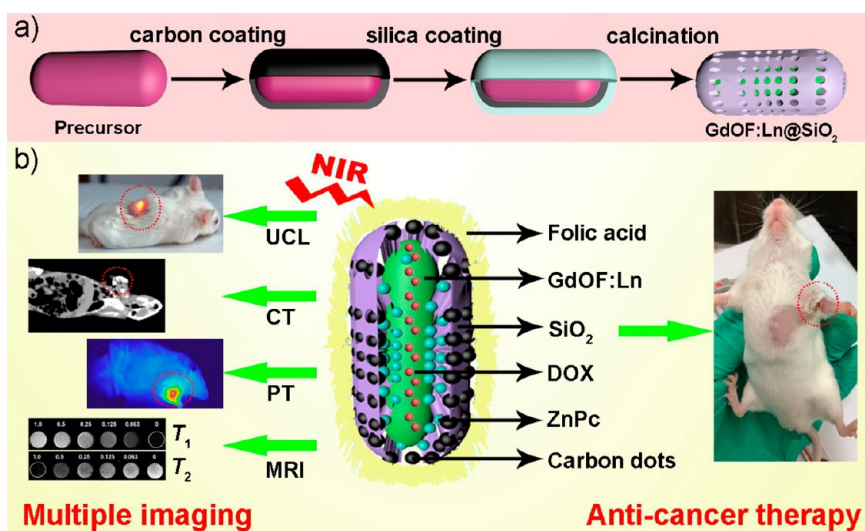 a)
carbon coating
silica coating
calcination
Precursor
GdOF:Ln@SiO₂
b)
NIR
UCL
CT
PT
MRI
1.0 0.5 0.25 0.125 0.063 0
T₁
1.0 0.5 0.25 0.125 0.063 0
T₂
Folic acid
GdOF:Ln
SiO₂
DOX
ZnPc
Carbon dots
Multiple imaging
Anti-cancer therapy